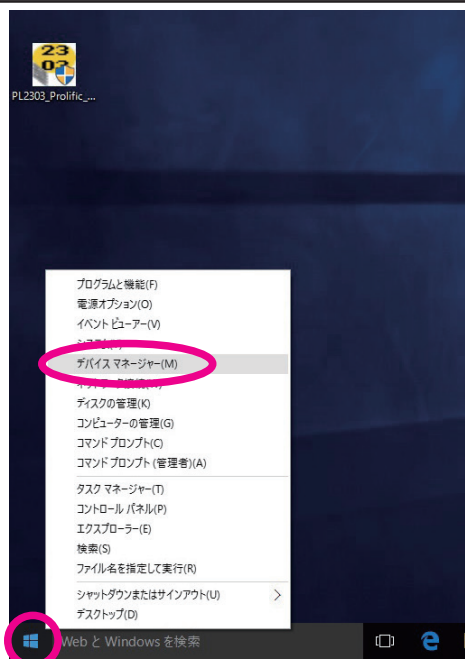 23
03
PL2303_Prolific_...
プログラムと機能(F)
電源オプション(O)
イベント ビューアー(V)
デバイス マネージャー(M)
ディスクの管理(K)
コンピューターの管理(G)
コマンド プロンプト(C)
コマンド プロンプト (管理者)(A)
タスク マネージャー(T)
コントロール パネル(P)
エクスプローラー(E)
検索(S)
ファイル名を指定して実行(R)
シャットダウンまたはサインアウト(U)
デスクトップ(D)
Web と Windows を検索